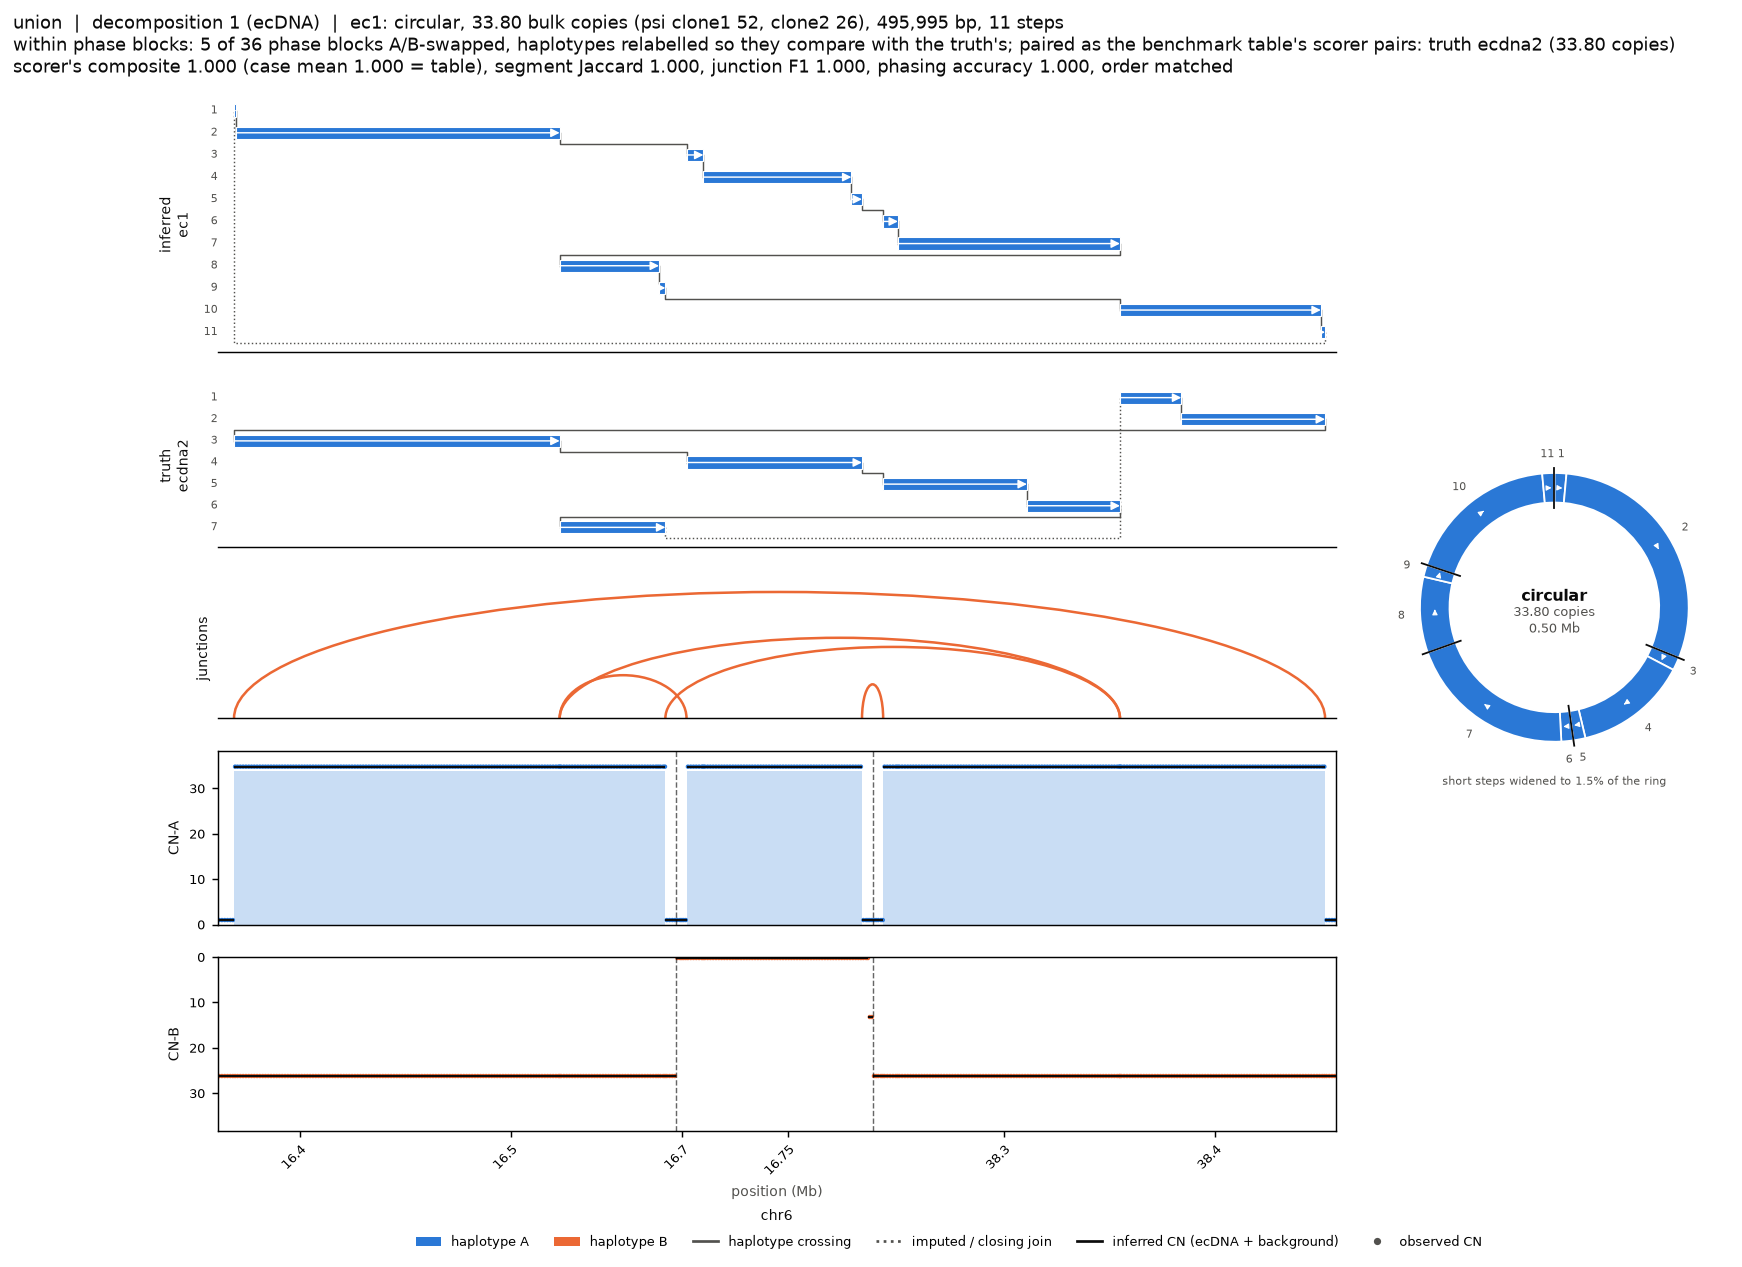 union  |  decomposition 1 (ecDNA)  |  ec1: circular, 33.80 bulk copies (psi clone1 52, clone2 26), 495,995 bp, 11 steps
within phase blocks: 5 of 36 phase blocks A/B-swapped, haplotypes relabelled so they compare with the truth's; paired as the benchmark table's scorer pairs: truth ecdna2 (33.80 copies)
scorer's composite 1.000 (case mean 1.000 = table), segment Jaccard 1.000, junction F1 1.000, phasing accuracy 1.000, order matched
inferred
ec1
1
2
3
4
5
6
7
8
9
10
11
truth
ecdna2
1
2
3
4
5
6
7
junctions
CN-A
30
20
10
0
CN-B
0
10
20
30
16.4
16.5
16.7
16.75
38.3
38.4
position (Mb)
chr6
haplotype A
haplotype B
haplotype crossing
imputed / closing join
inferred CN (ecDNA + background)
observed CN
11
1
2
3
4
5
6
7
8
9
10
circular
33.80 copies
0.50 Mb
short steps widened to 1.5% of the ring